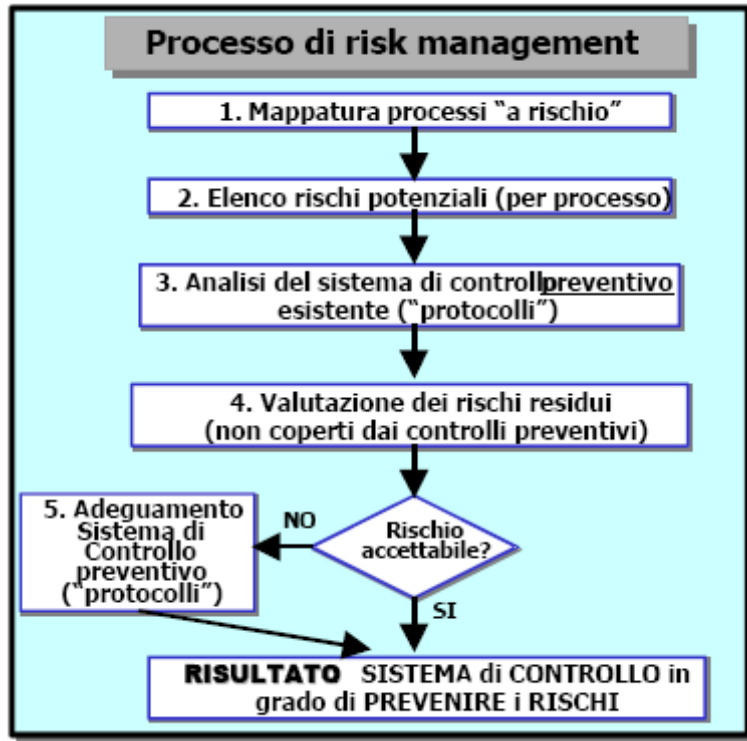 Processo di risk management
1. Mappatura processi “a rischio”
2. Elenco rischi potenziali (per processo)
3. Analisi del sistema di controllo preventivo
esistente (“protocolli”)
4. Valutazione dei rischi residui
(non coperti dai controlli preventivi)
5. Adeguamento
Sistema di
Controllo
preventivo
(“protocolli”)
NO
Rischio
accettabile?
SI
RISULTATO SISTEMA di CONTROLLO in
grado di PREVENIRE i RISCHI